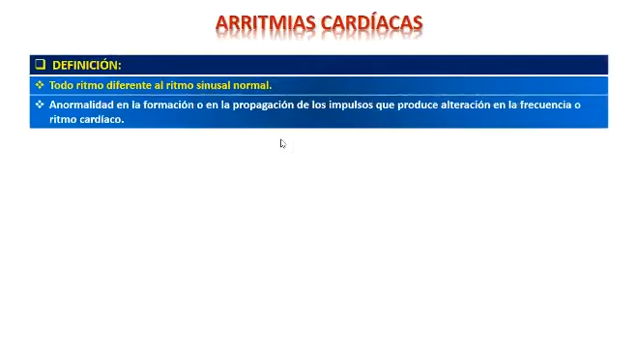 ARRITMIAS CARDÍACAS
❑ DEFINICIÓN:
❖ Todo ritmo diferente al ritmo sinusal normal.
❖ Anormalidad en la formación o en la propagación de los impulsos que produce alteración en la frecuencia o
ritmo cardíaco.